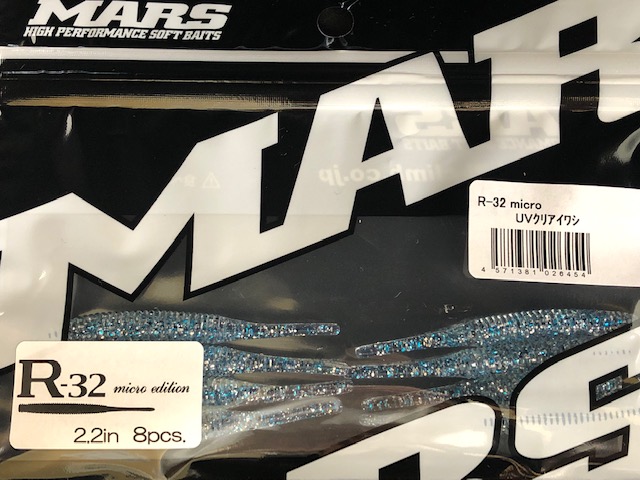 MARS
HIGH PERFORMANCE SOFT BAITS
MARS
R-32 micro
UVクリアイワシ
4 571381 026454
R-32 micro edition
2.2in 8pcs.